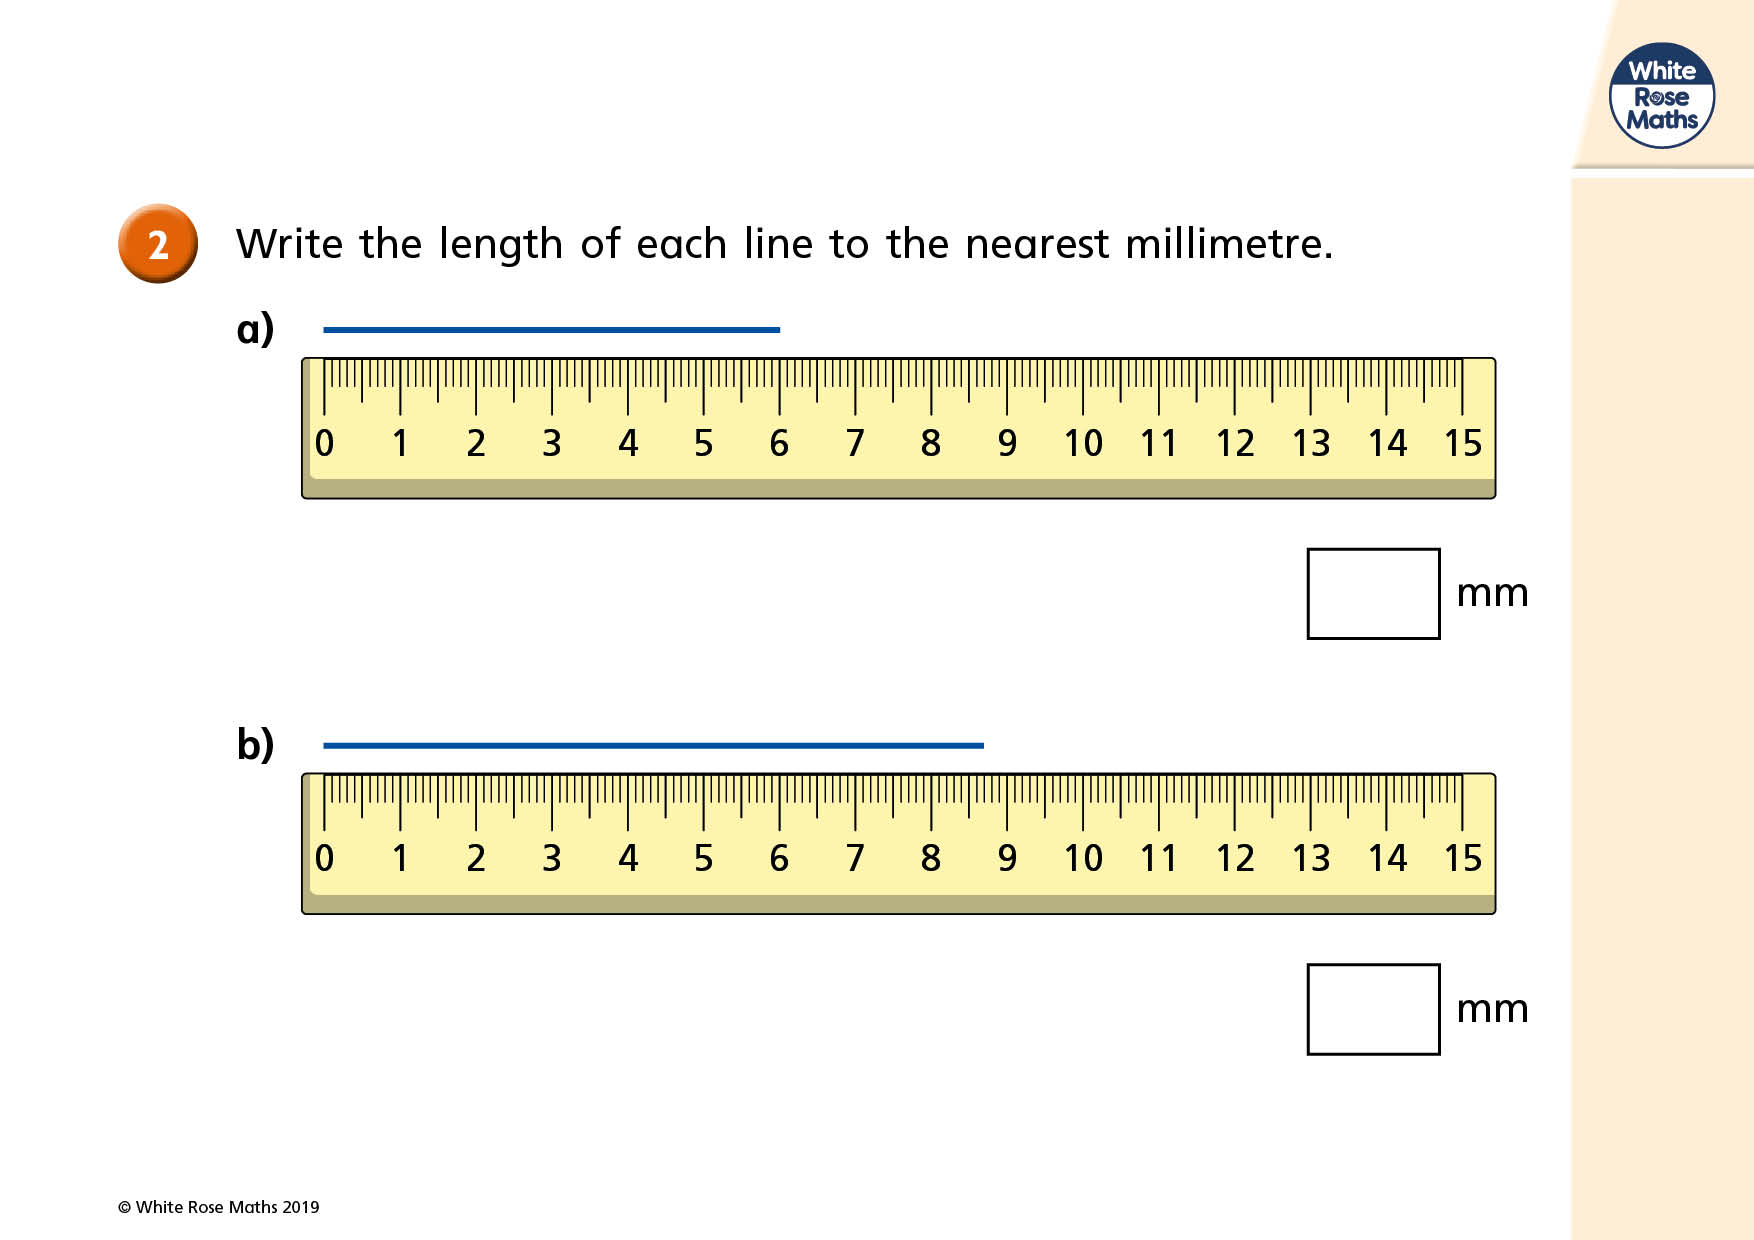 White
Rose
Maths
2 Write the length of each line to the nearest millimetre.
a)
0 1 2 3 4 5 6 7 8 9 10 11 12 13 14 15
mm
b)
0 1 2 3 4 5 6 7 8 9 10 11 12 13 14 15
mm
© White Rose Maths 2019